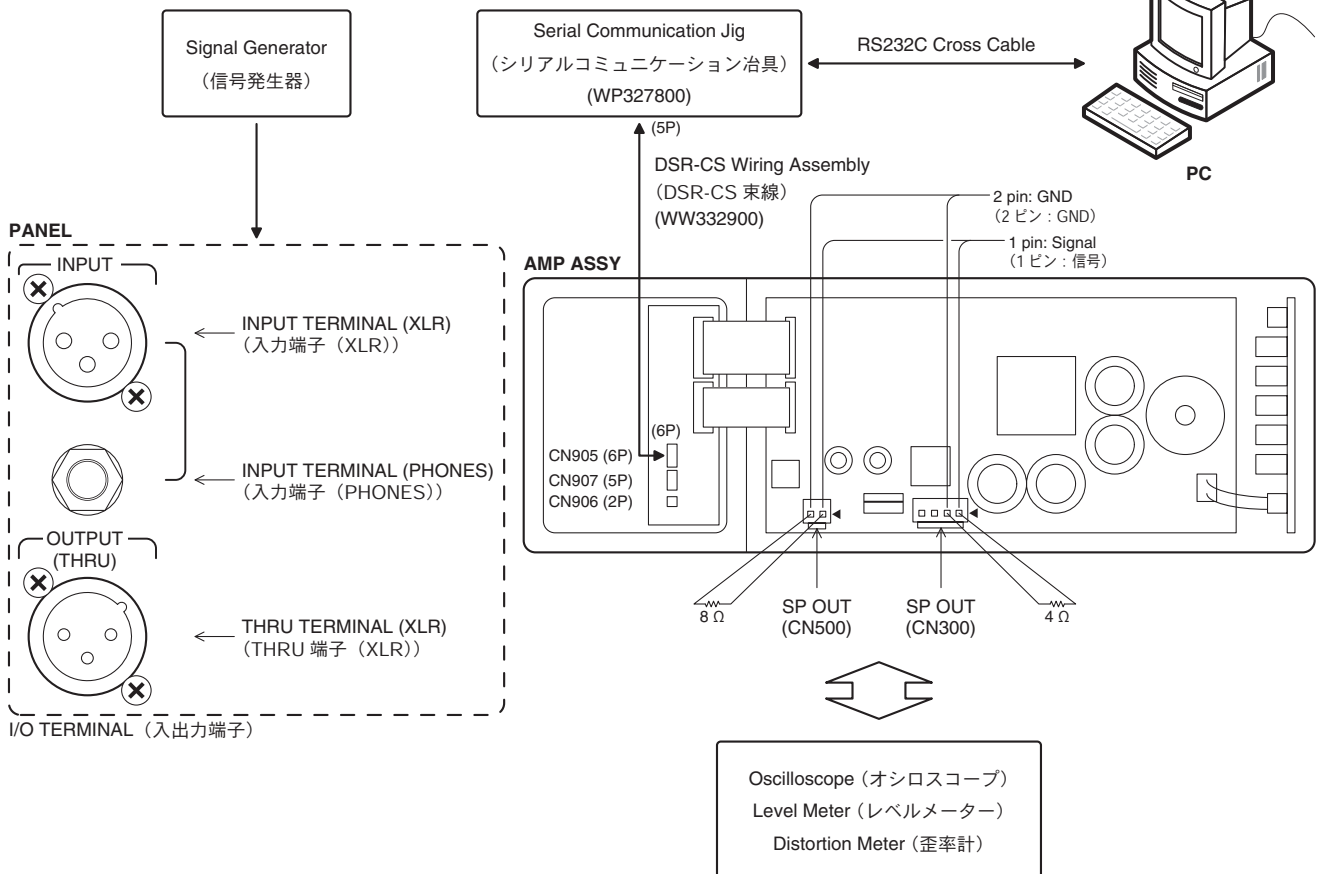 Signal Generator
（信号発生器）
Serial Communication Jig
（シリアルコミュニケーション冶具）
(WP327800)
RS232C Cross Cable
PC
(5P)
DSR-CS Wiring Assembly
（DSR-CS 束線）
(WW332900)
2 pin: GND
（2 ピン：GND）
1 pin: Signal
（1 ピン：信号）
PANEL
INPUT
INPUT TERMINAL (XLR)
（入力端子（XLR））
INPUT TERMINAL (PHONES)
（入力端子（PHONES））
OUTPUT
(THRU)
THRU TERMINAL (XLR)
（THRU 端子（XLR））
I/O TERMINAL（入出力端子）
AMP ASSY
(6P)
CN905 (6P)
CN907 (5P)
CN906 (2P)
8 Ω
SP OUT
(CN500)
SP OUT
(CN300)
4 Ω
Oscilloscope（オシロスコープ）
Level Meter（レベルメーター）
Distortion Meter（歪率計）